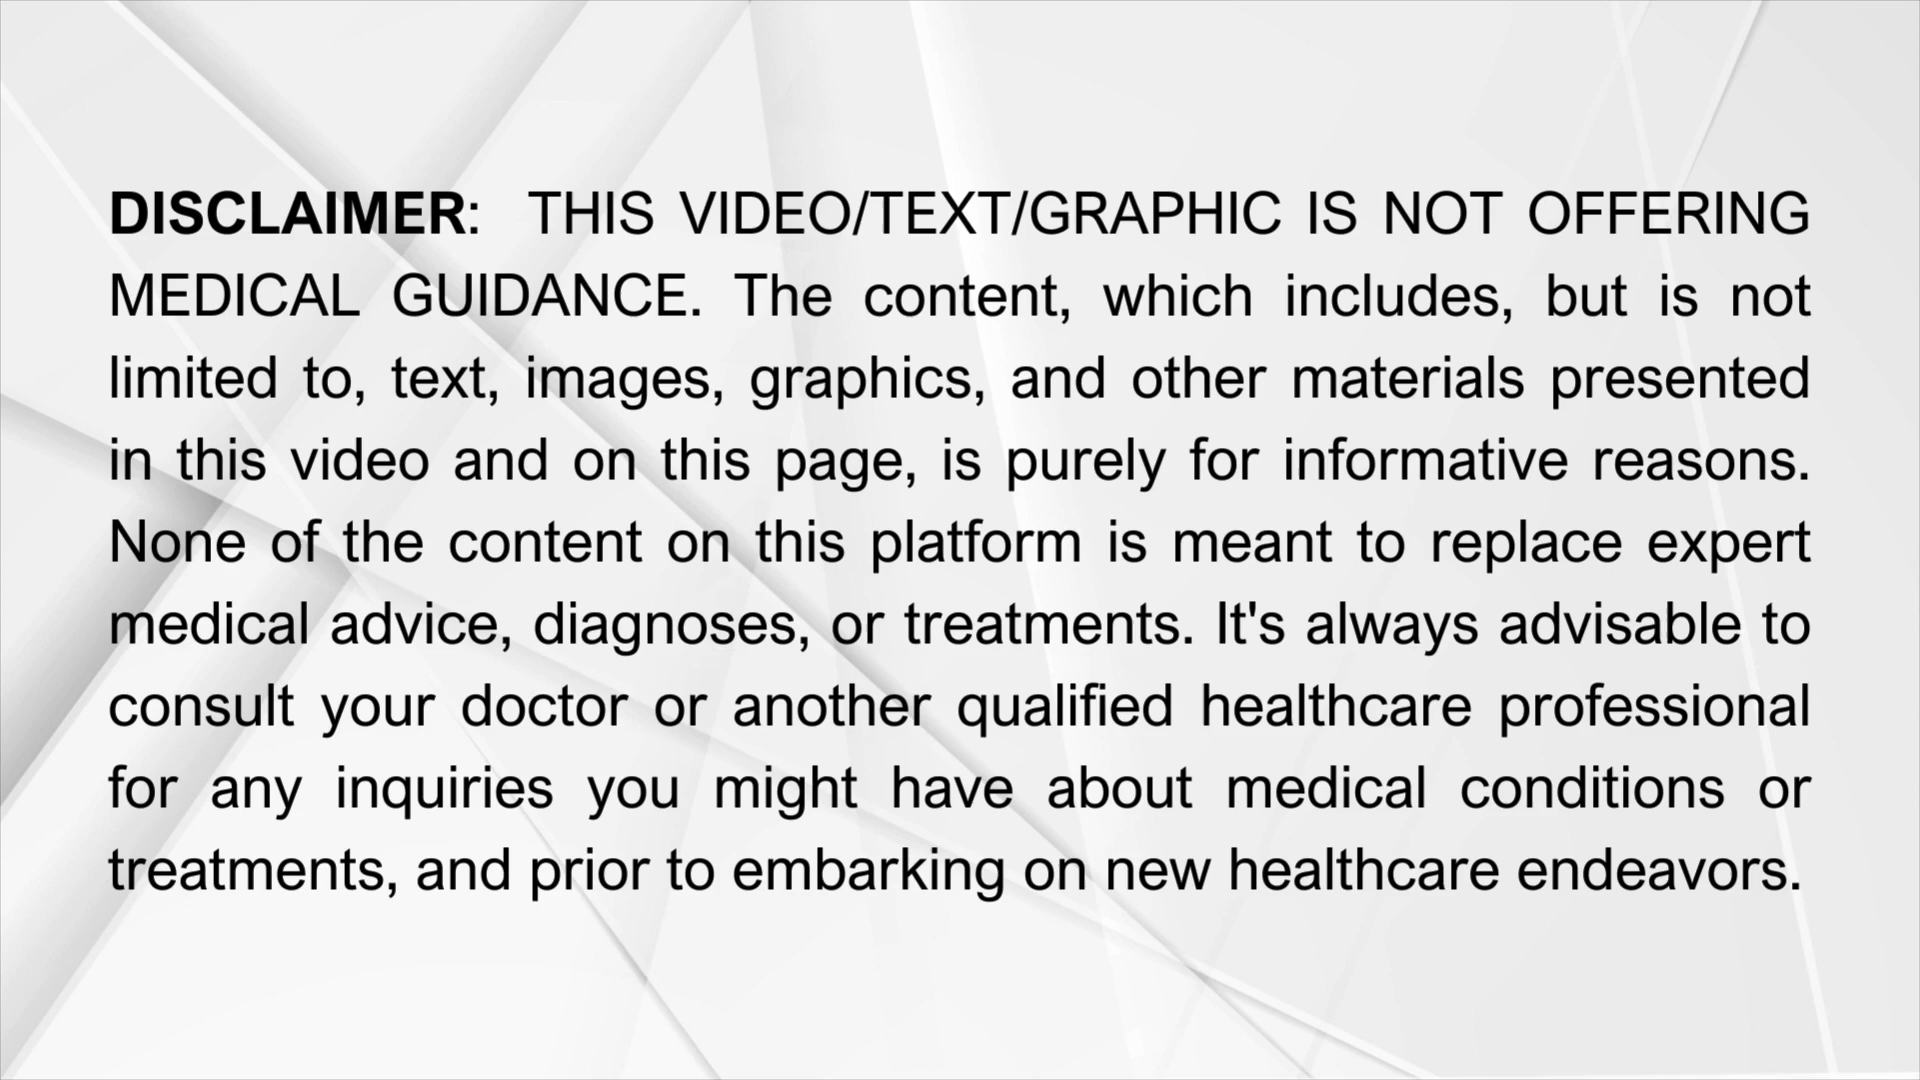 DISCLAIMER: THIS VIDEO/TEXT/GRAPHIC IS NOT OFFERING
MEDICAL GUIDANCE. The content, which includes, but is not
limited to, text, images, graphics, and other materials presented
in this video and on this page, is purely for informative reasons.
None of the content on this platform is meant to replace expert
medical advice, diagnoses, or treatments. It's always advisable to
consult your doctor or another qualified healthcare professional
for any inquiries you might have about medical conditions or
treatments, and prior to embarking on new healthcare endeavors.